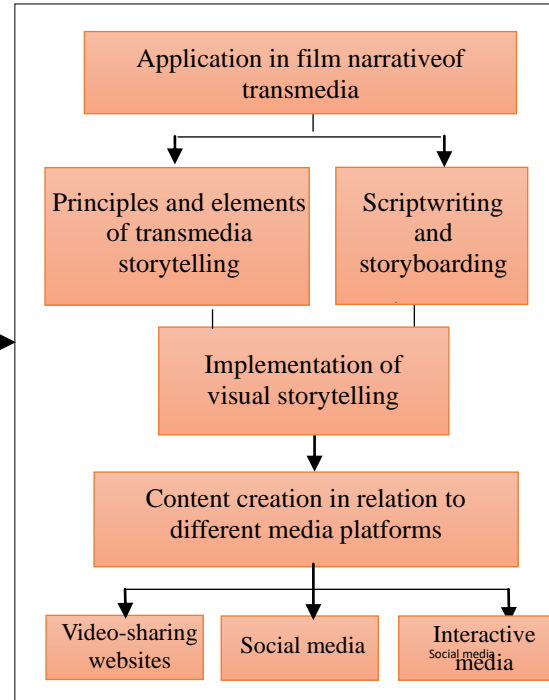 Application in film narrativeof
transmedia
Principles and elements
of transmedia
storytelling
Scriptwriting
and
storyboarding
Implementation of
visual storytelling
Content creation in relation to
different media platforms
Video-sharing
websites
Social media
Interactive
Social media
media